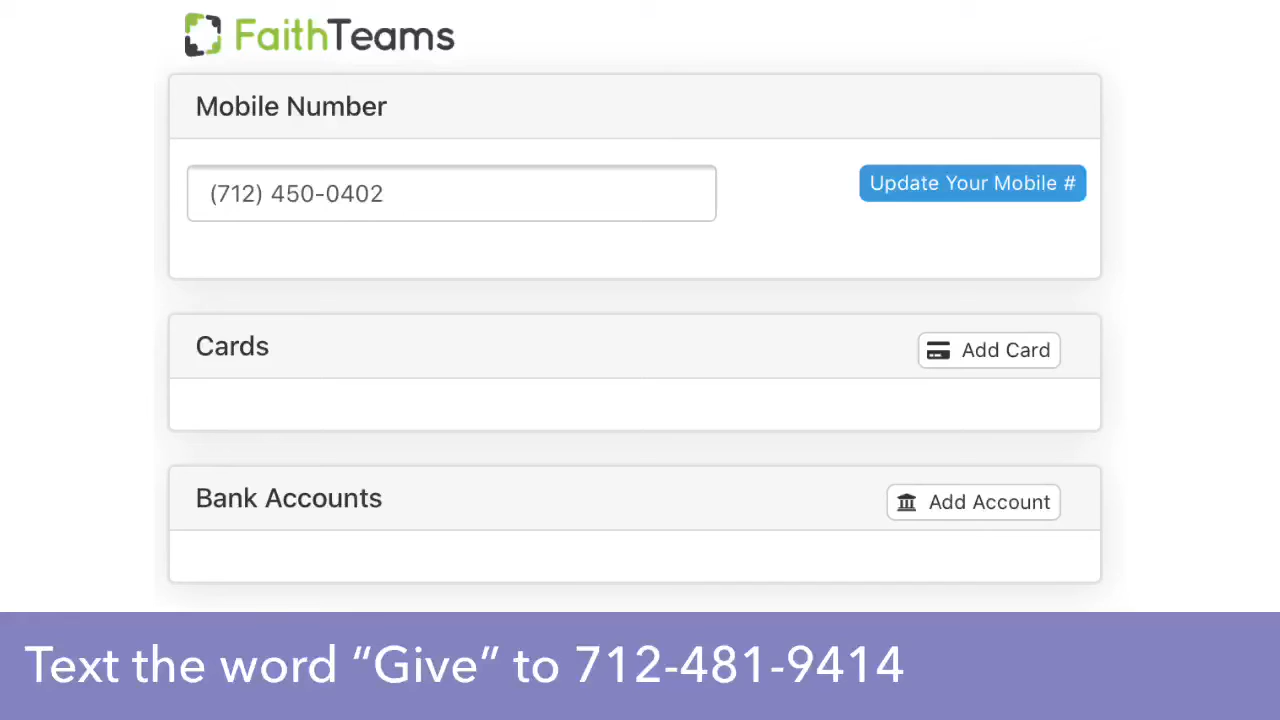 FaithTeams
Mobile Number
(712) 450-0402
Update Your Mobile #
Cards
Add Card
Bank Accounts
Add Account
Text the word “Give” to 712-481-9414